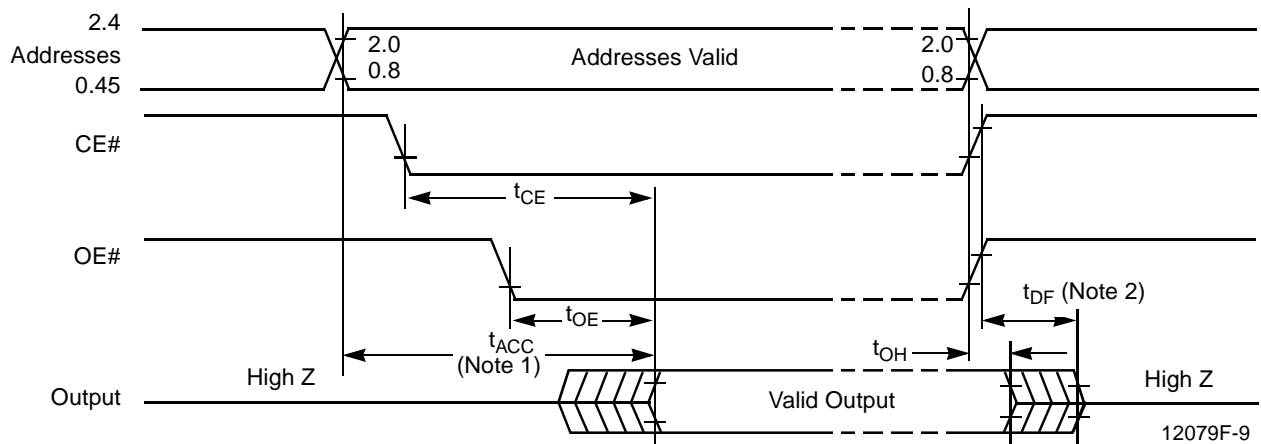 2.4
Addresses
0.45
2.0
0.8
Addresses Valid
2.0
0.8
CE#
tCE
OE#
tOE
tACC
(Note 1)
tDF (Note 2)
tOH
Output
High Z
Valid Output
High Z
12079F-9